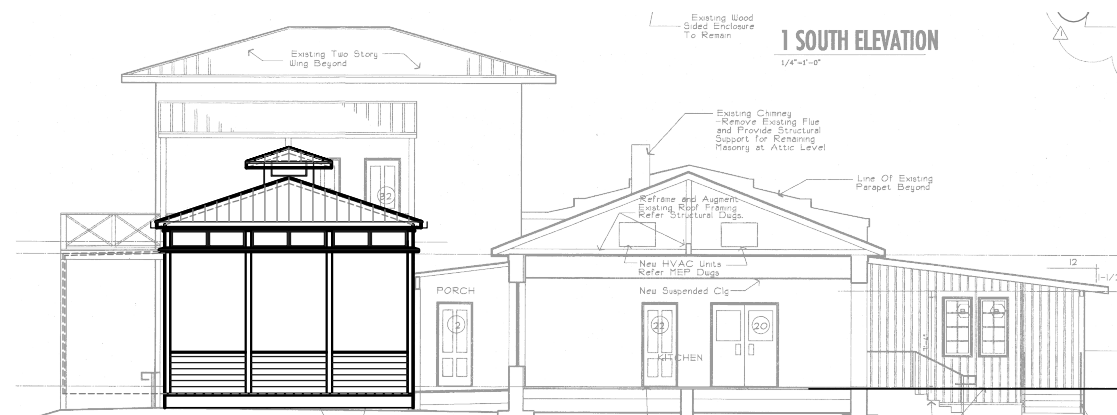 Existing Wood
Sided Enclosure
To Remain
1 SOUTH ELEVATION
1/4"=1'-0"
1
Existing Two Story
Wing Beyond
Existing Chimney
-Remove Existing Flue
and Provide Structural
Support for Remaining
Masonry at Attic Level
Line Of Existing
Parapet Beyond
22
Reframe and Augment
Existing Roof Framing
Refer Structural Dwgs.
New HVAC Units
Refer MEP Dwgs
12
New Suspended Clg
PORCH
2
22
20
KITCHEN